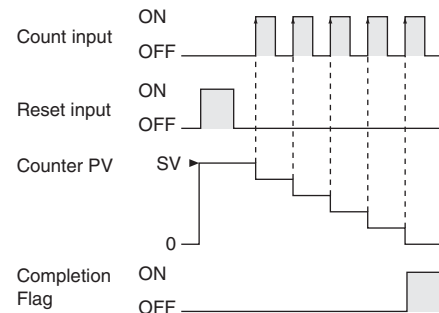 ON
Count input
OFF
ON
Reset input
OFF
Counter PV SV
0
ON
Completion
Flag
OFF